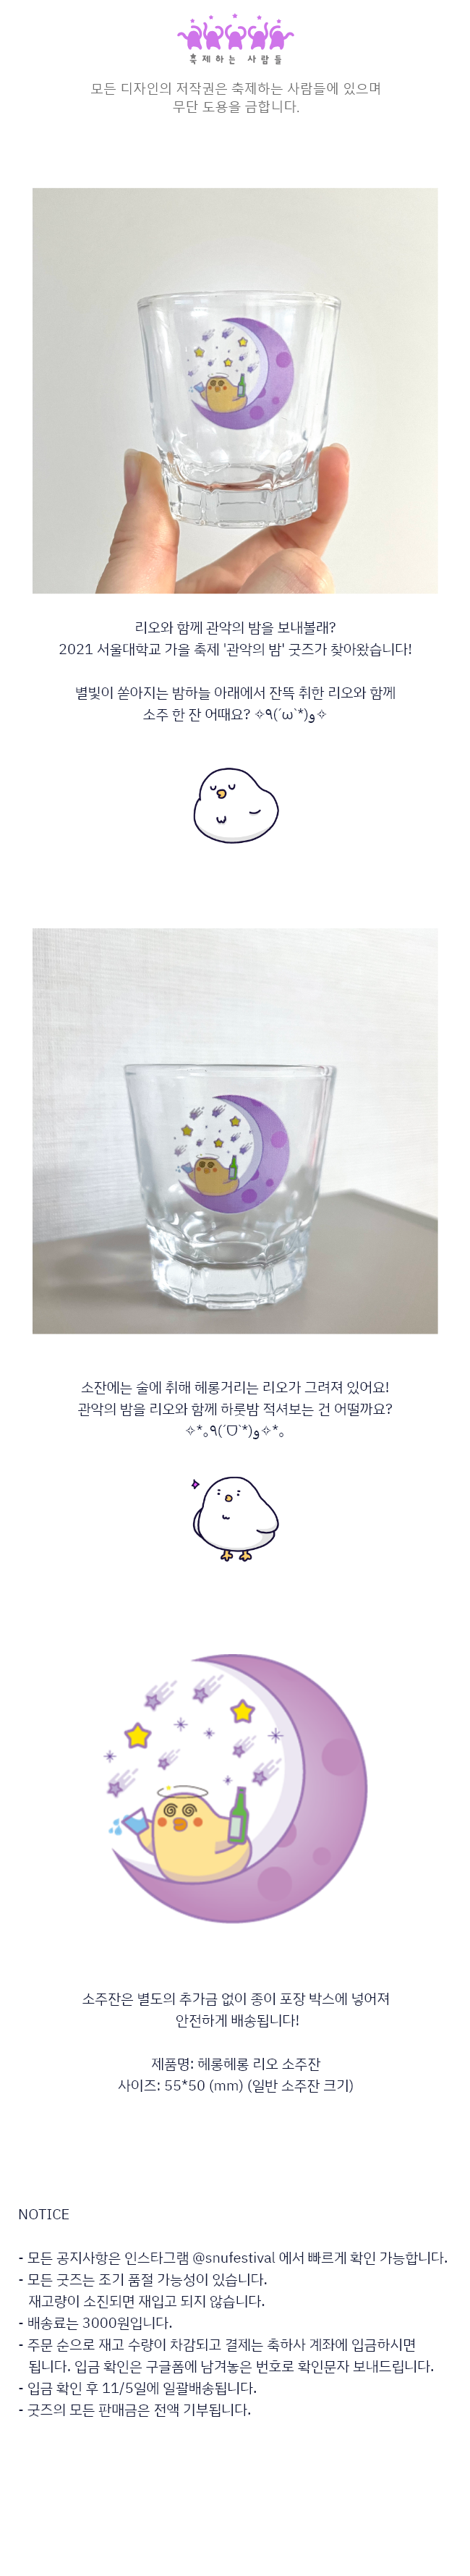 축제하는 사람들
모든 디자인의 저작권은 축제하는 사람들에 있으며
무단 도용을 금합니다.
리오와 함께 관악의 밤을 보내볼래?
2021 서울대학교 가을 축제 '관악의 밤' 굿즈가 찾아왔습니다!
별빛이 쏟아지는 밤하늘 아래에서 잔뜩 취한 리오와 함께
소주 한 잔 어때요? ✧٩(´ω`*)و✧
소잔에는 술에 취해 헤롱거리는 리오가 그려져 있어요!
관악의 밤을 리오와 함께 하룻밤 적셔보는 건 어떨까요?
✧*｡٩(ˊᗜˋ*)و✧*｡
소주잔은 별도의 추가금 없이 종이 포장 박스에 넣어져
안전하게 배송됩니다!
제품명: 헤롱헤롱 리오 소주잔
사이즈: 55*50 (mm) (일반 소주잔 크기)
NOTICE
- 모든 공지사항은 인스타그램 @snufestival 에서 빠르게 확인 가능합니다.
- 모든 굿즈는 조기 품절 가능성이 있습니다.
재고량이 소진되면 재입고 되지 않습니다.
- 배송료는 3000원입니다.
- 주문 순으로 재고 수량이 차감되고 결제는 축하사 계좌에 입금하시면
됩니다. 입금 확인은 구글폼에 남겨놓은 번호로 확인문자 보내드립니다.
- 입금 확인 후 11/5일에 일괄배송됩니다.
- 굿즈의 모든 판매금은 전액 기부됩니다.